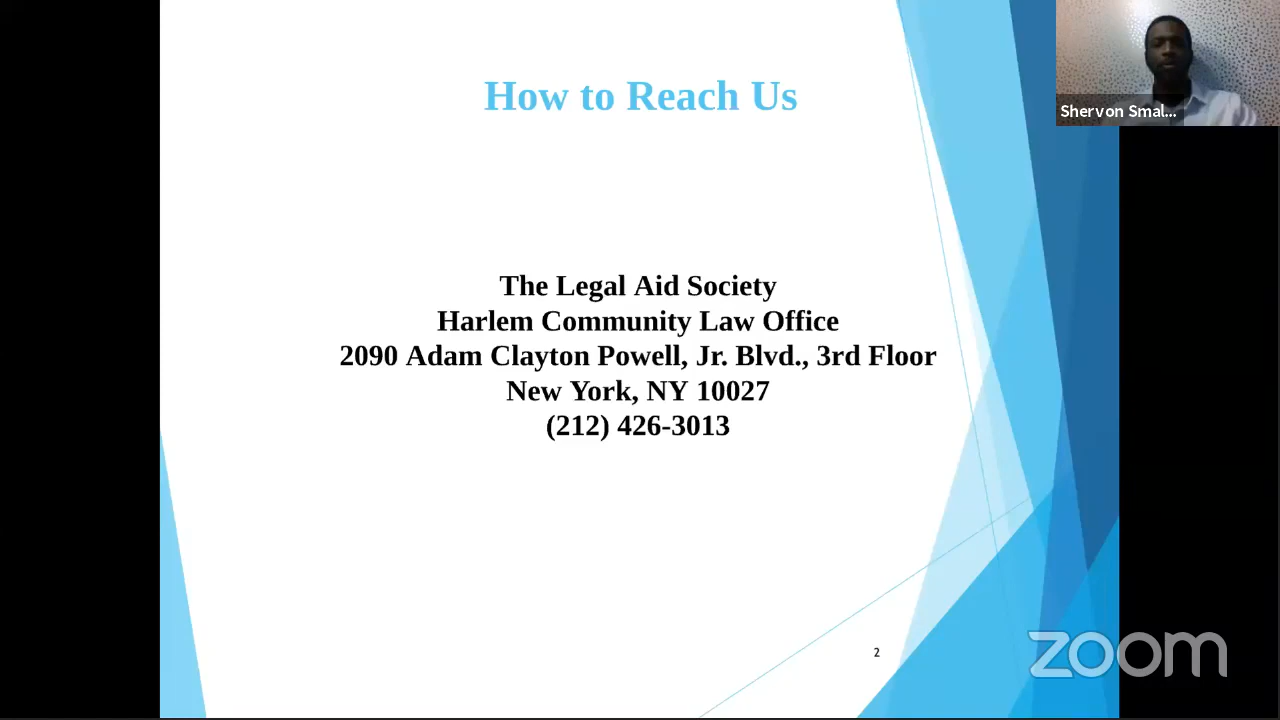 How to Reach Us
Shervon Smal...
The Legal Aid Society
Harlem Community Law Office
2090 Adam Clayton Powell, Jr. Blvd., 3rd Floor
New York, NY 10027
(212) 426-3013
2
zoom